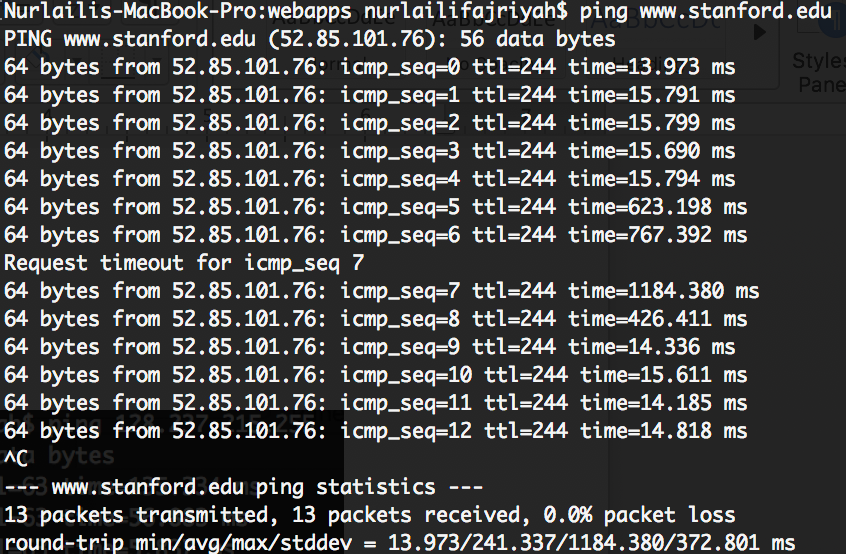 Nurlailis-MacBook-Pro:webapps nurlailifajriyah$ ping www.stanford.edu
PING www.stanford.edu (52.85.101.76): 56 data bytes
64 bytes from 52.85.101.76: icmp_seq=0 ttl=244 time=13.973 ms
64 bytes from 52.85.101.76: icmp_seq=1 ttl=244 time=15.791 ms
64 bytes from 52.85.101.76: icmp_seq=2 ttl=244 time=15.799 ms
64 bytes from 52.85.101.76: icmp_seq=3 ttl=244 time=15.690 ms
64 bytes from 52.85.101.76: icmp_seq=4 ttl=244 time=15.794 ms
64 bytes from 52.85.101.76: icmp_seq=5 ttl=244 time=623.198 ms
64 bytes from 52.85.101.76: icmp_seq=6 ttl=244 time=767.392 ms
Request timeout for icmp_seq 7
64 bytes from 52.85.101.76: icmp_seq=7 ttl=244 time=1184.380 ms
64 bytes from 52.85.101.76: icmp_seq=8 ttl=244 time=426.411 ms
64 bytes from 52.85.101.76: icmp_seq=9 ttl=244 time=14.336 ms
64 bytes from 52.85.101.76: icmp_seq=10 ttl=244 time=15.611 ms
64 bytes from 52.85.101.76: icmp_seq=11 ttl=244 time=14.185 ms
64 bytes from 52.85.101.76: icmp_seq=12 ttl=244 time=14.818 ms
^C
--- www.stanford.edu ping statistics ---
13 packets transmitted, 13 packets received, 0.0% packet loss
round-trip min/avg/max/stddev = 13.973/241.337/1184.380/372.801 ms
Styles
Pane